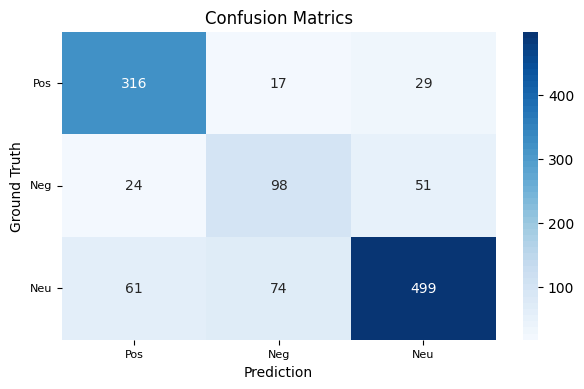 Confusion Matrics
Ground Truth
Pos 316 17 29
Neg 24 98 51
Neu 61 74 499
Pos Neg Neu
Prediction
400
300
200
100